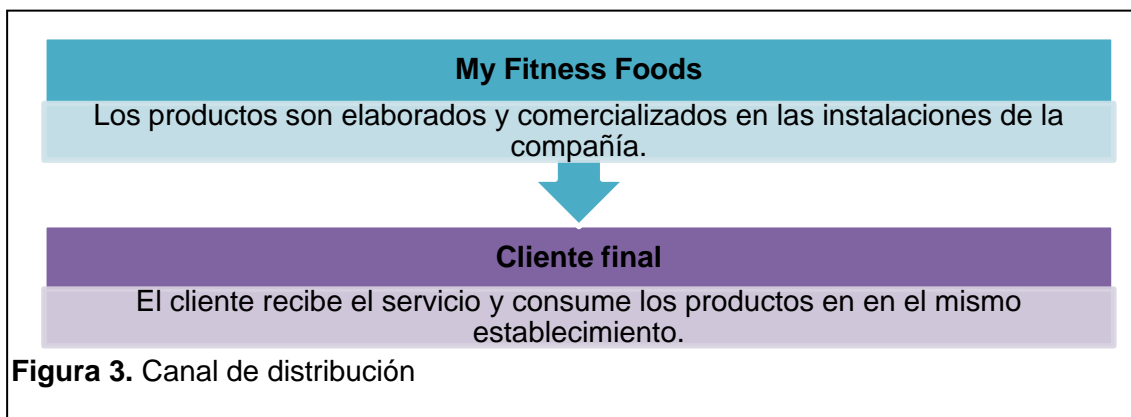 My Fitness Foods
Los productos son elaborados y comercializados en las instalaciones de la
compañía.
Cliente final
El cliente recibe el servicio y consume los productos en en el mismo
establecimiento.
Figura 3. Canal de distribución